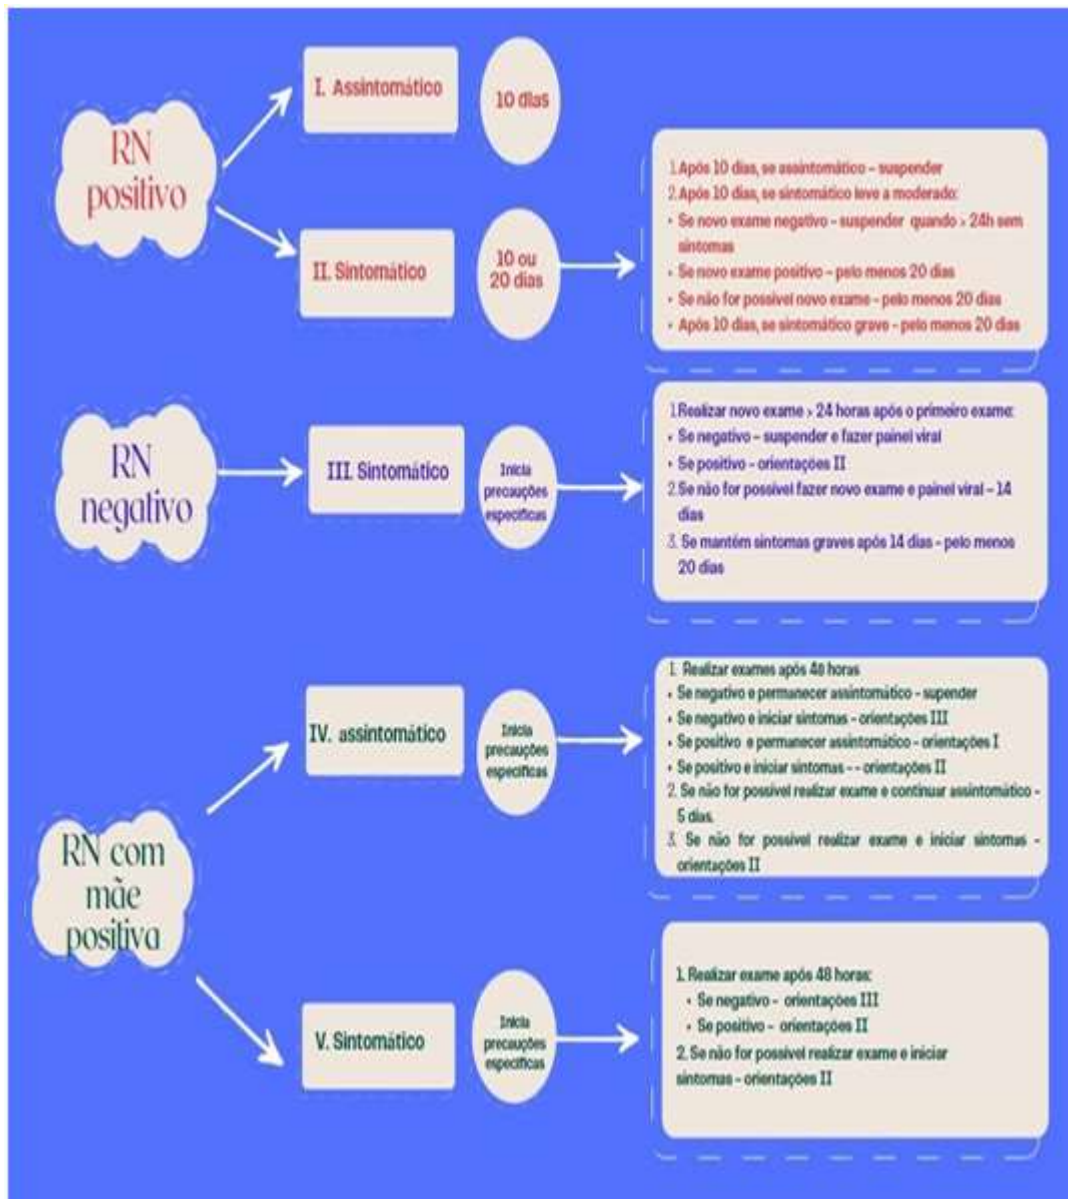 RN
positivo
I. Assintomático
10 dias
II. Sintomático
10 ou
20 dias
1. Após 10 dias, se assintomático – suspender
2. Após 10 dias, se sintomático leve a moderado:
• Se novo exame negativo – suspender quando > 24h sem
sintomas
• Se novo exame positivo – pelo menos 20 dias
• Se não for possível novo exame – pelo menos 20 dias
• Após 10 dias, se sintomático grave – pelo menos 20 dias
RN
negativo
III. Sintomático
Inicia
precauções
específicas
1. Realizar novo exame > 24 horas após o primeiro exame:
• Se negativo – suspender e fazer painel viral
• Se positivo – orientações II
2. Se não for possível fazer novo exame e painel viral – 14
dias
3. Se mantém sintomas graves após 14 dias – pelo menos
20 dias
RN com
mãe
positiva
IV. assintomático
Inicia
precauções
específicas
1. Realizar exames após 48 horas
• Se negativo e permanecer assintomático – supender
• Se negativo e iniciar sintomas – orientações III
• Se positivo e permanecer assintomático – orientações I
• Se positivo e iniciar sintomas – - orientações II
2. Se não for possível realizar exame e continuar assintomático –
5 dias.
3. Se não for possível realizar exame e iniciar sintomas –
orientações II
V. Sintomático
Inicia
precauções
específicas
1. Realizar exame após 48 horas:
• Se negativo – orientações III
• Se positivo – orientações II
2. Se não for possível realizar exame e iniciar
sintomas – orientações II